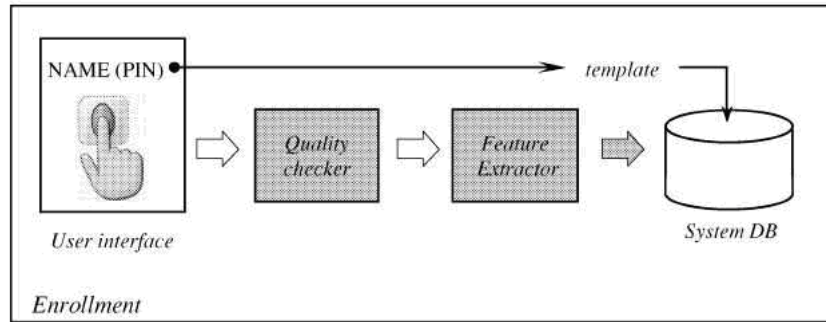 NAME (PIN)
template
Quality
checker
Feature
Extractor
User interface
System DB
Enrollment